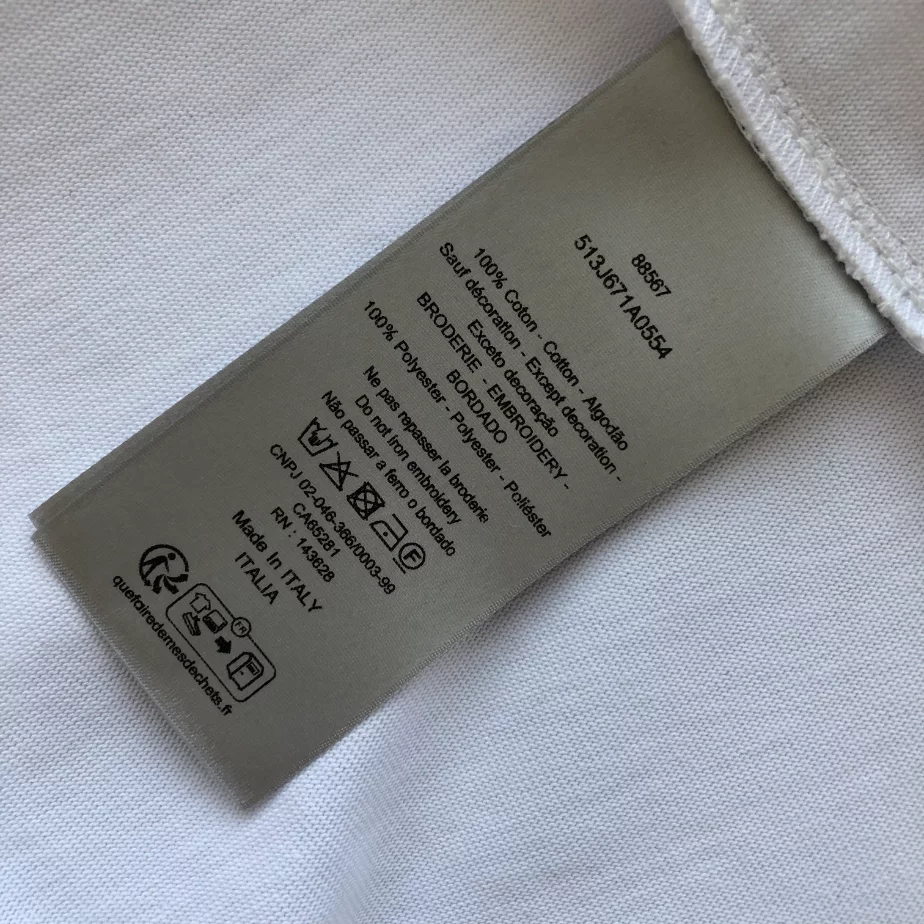 88567
513J671A0554
100% Coton - Cotton - Algodão
Sauf décoration - Except decoration -
Exceto decoração
BRODERIE - EMBROIDERY -
BORDADO
100% Polyester - Polyester - Poliéster
Ne pas repasser la broderie
Do not iron embroidery
Não passar a ferro o bordado
F
CNPJ 02-046-366/0003-99
CA65281
RN : 143628
Made In ITALY
ITALIA
FR
quefairedemesdechets.fr